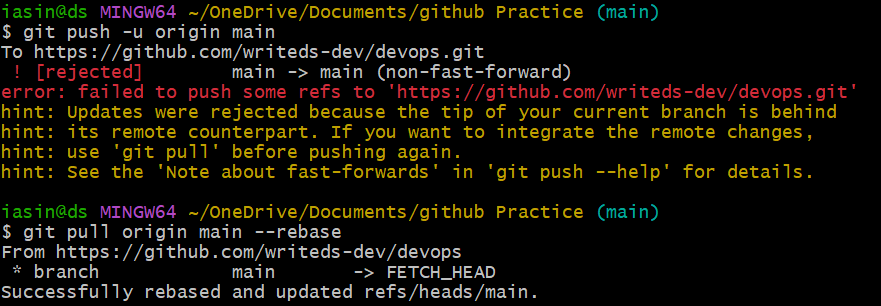 iasin@ds MINGW64 ~/OneDrive/Documents/github Practice (main)
$ git push -u origin main
To https://github.com/writeds-dev/devops.git
 ! [rejected]        main -> main (non-fast-forward)
error: failed to push some refs to 'https://github.com/writeds-dev/devops.git'
hint: Updates were rejected because the tip of your current branch is behind
hint: its remote counterpart. If you want to integrate the remote changes,
hint: use 'git pull' before pushing again.
hint: See the 'Note about fast-forwards' in 'git push --help' for details.
iasin@ds MINGW64 ~/OneDrive/Documents/github Practice (main)
$ git pull origin main --rebase
From https://github.com/writeds-dev/devops
 * branch            main       -> FETCH_HEAD
Successfully rebased and updated refs/heads/main.